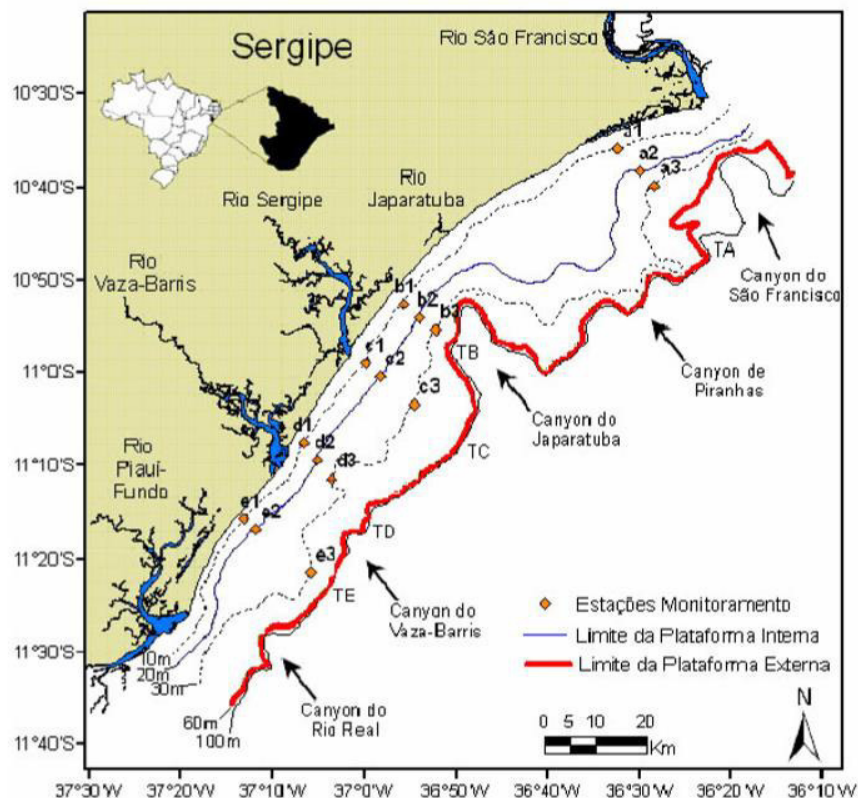 Sergipe
Rio São Francisco
10°30'S
10°40'S
10°50'S
11°00'S
11°10'S
11°20'S
11°30'S
11°40'S
Rio
Japaratuba
Rio Sergipe
Rio
Vaza-Barris
Rio
Piauí-
Fundo
a1
a2
a3
b1
b2
b3
c1
c2
c3
d1
d2
d3
e1
e2
e3
TA
TB
TC
TD
TE
Canyon do
São Francisco
Canyon de
Piranhas
Canyon do
Japaratuba
Canyon do
Vaza-Barris
Canyon do
Rio Real
10m
20m
30m
60m
100m
Estações Monitoramento
Limite da Plataforma Interna
Limite da Plataforma Externa
N
0 5 10 20
Km
37°30'W 37°20'W 37°10'W 37°00'W 36°50'W 36°40'W 36°30'W 36°20'W 36°10'W